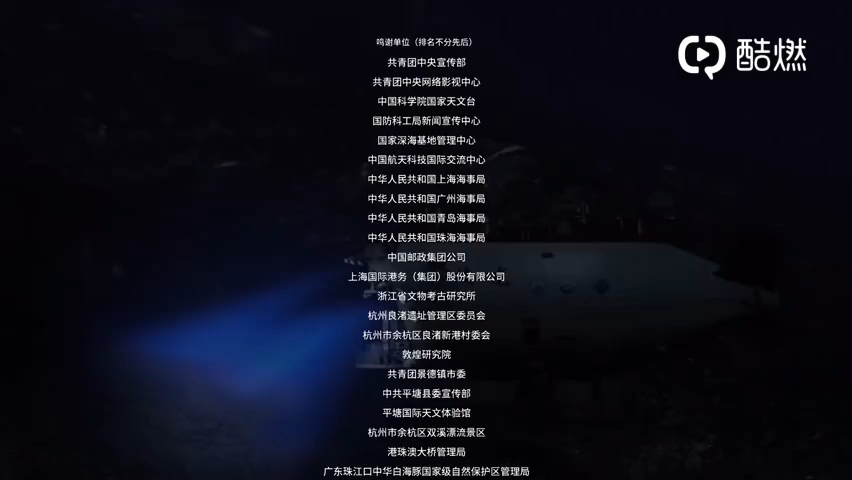 鸣谢单位（排名不分先后）
酷燃
共青团中央宣传部
共青团中央网络影视中心
中国科学院国家天文台
国防科工局新闻宣传中心
国家深海基地管理中心
中国航天科技国际交流中心
中华人民共和国上海海事局
中华人民共和国广州海事局
中华人民共和国青岛海事局
中华人民共和国珠海海事局
中国邮政集团公司
上海国际港务（集团）股份有限公司
浙江省文物考古研究所
杭州良渚遗址管理区委员会
杭州市余杭区良渚新港村委会
敦煌研究院
共青团景德镇市委
中共平塘县委宣传部
平塘国际天文体验馆
杭州市余杭区双溪漂流景区
港珠澳大桥管理局
广东珠江口中华白海豚国家级自然保护区管理局